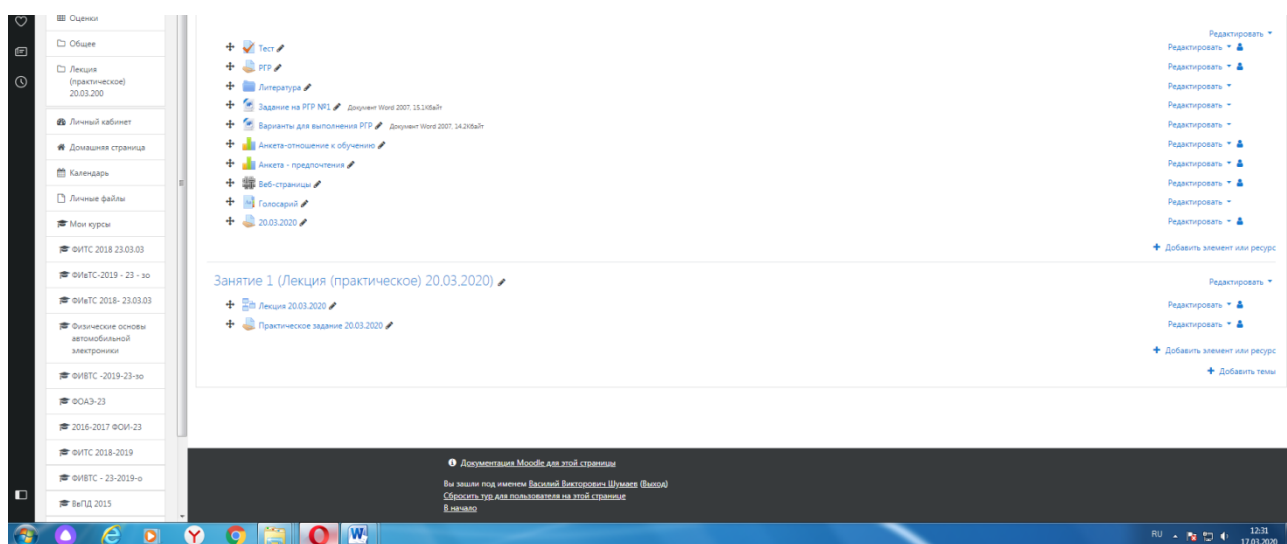 Оценки
Общее
Лекция
(практическое)
20.03.200
Личный кабинет
Домашняя страница
Календарь
Личные файлы
Мои курсы
ФИТС 2018 23.03.03
ФИвТС-2019 - 23 - зо
ФИвТС 2018- 23.03.03
Физические основы
автомобильной
электроники
ФИВТС -2019-23-зо
ФОАЭ-23
2016-2017 ФОИ-23
ФИТС 2018-2019
ФИВТС - 23-2019-о
ВвПД 2015
Редактировать
Тест Редактировать
РГР Редактировать
Литература Редактировать
Задание на РГР №1 Документ Word 2007, 15.1Кбайт Редактировать
Варианты для выполнения РГР Документ Word 2007, 14.2Кбайт Редактировать
Анкета-отношение к обучению Редактировать
Анкета - предпочтения Редактировать
Веб-страницы Редактировать
Голосарий Редактировать
20.03.2020 Редактировать
Добавить элемент или ресурс
Занятие 1 (Лекция (практическое) 20.03.2020) Редактировать
Лекция 20.03.2020 Редактировать
Практическое задание 20.03.2020 Редактировать
Добавить элемент или ресурс
Добавить темы
Документация Moodle для этой страницы
Вы зашли под именем Василий Викторович Шумаев (Выход)
Сбросить тур для пользователя на этой странице
В начало
RU 12:31
17.03.2020